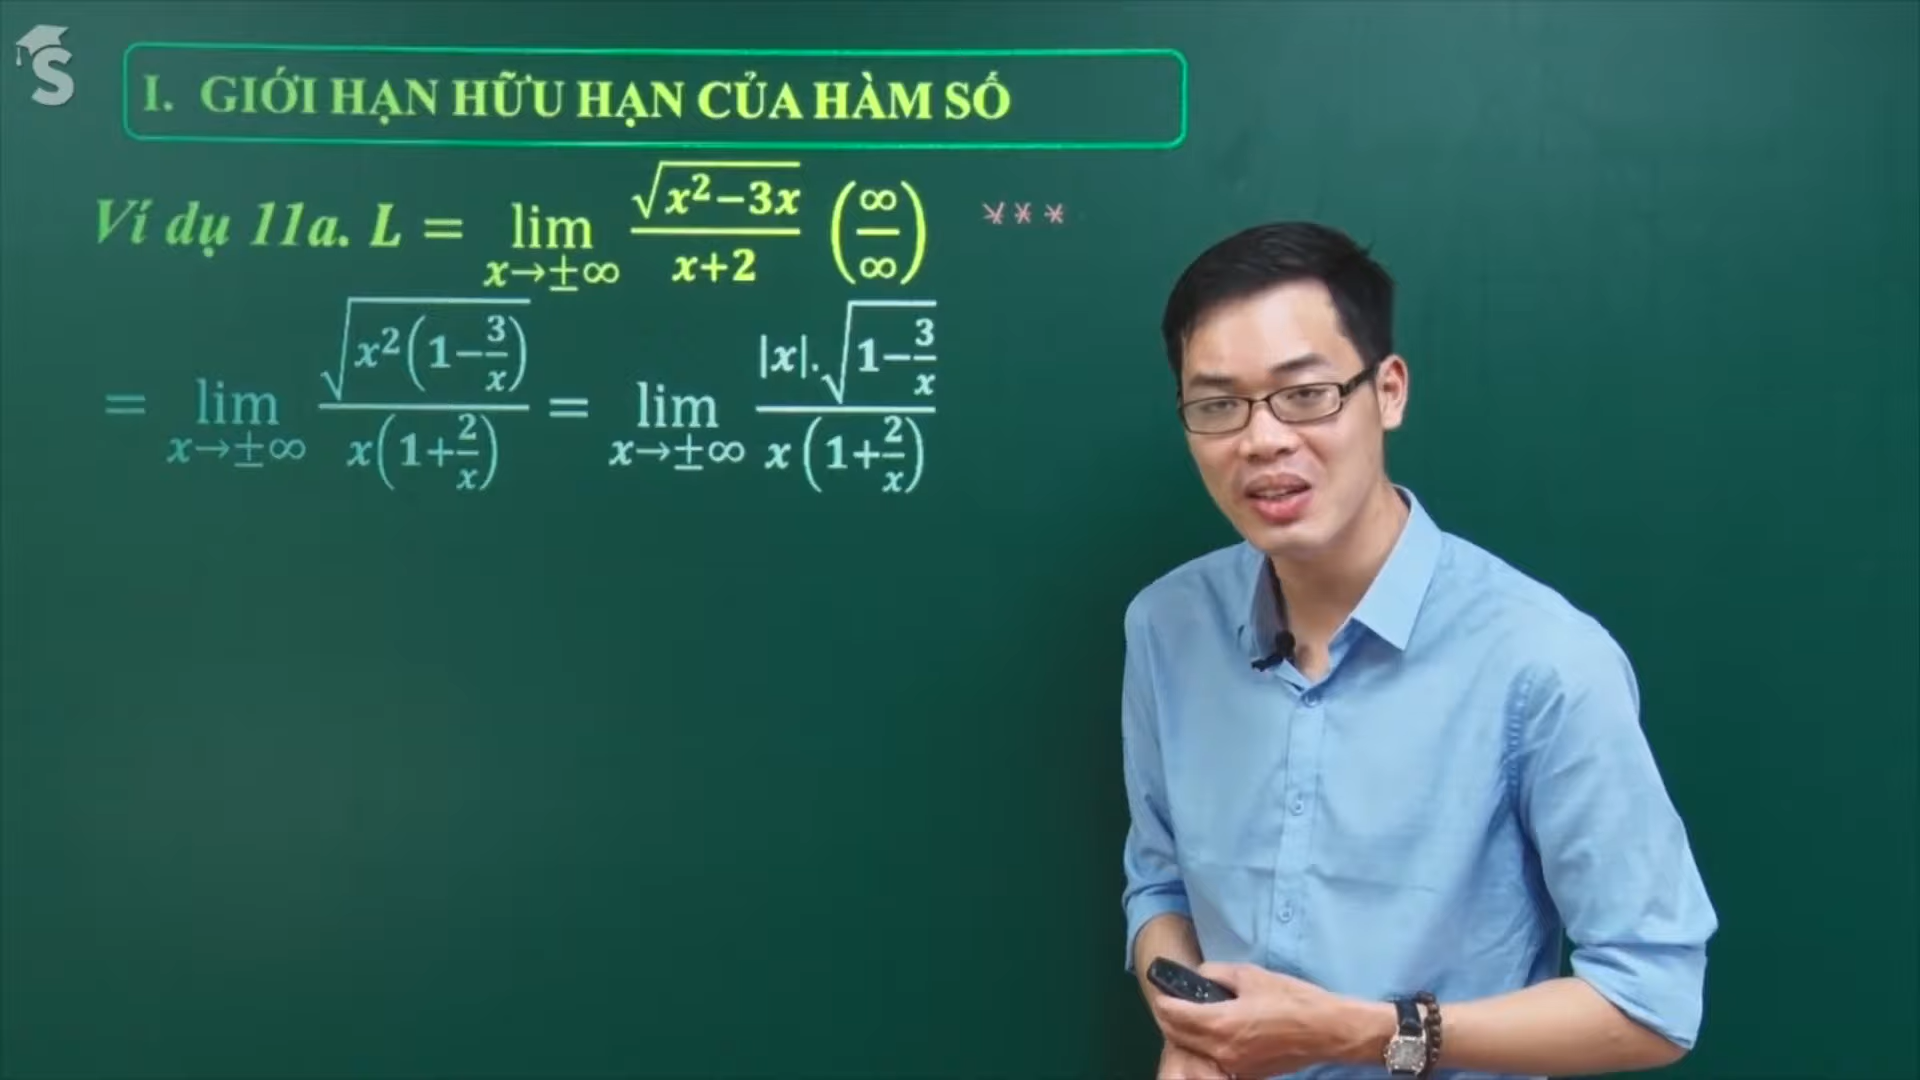 S
I. GIỚI HẠN HỮU HẠN CỦA HÀM SỐ
Ví dụ 11a. L = lim_{x→±∞} √(x²−3x)/(x+2) (∞/∞) ***
= lim_{x→±∞} √(x²(1−3/x))/(x(1+2/x)) = lim_{x→±∞} |x|.√(1−3/x)/(x(1+2/x))